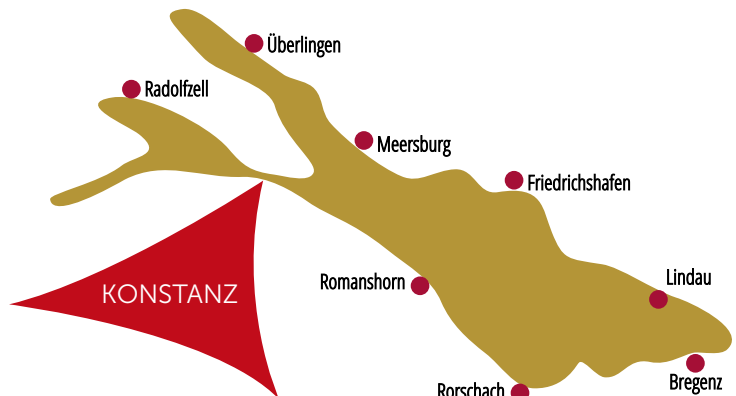 Überlingen
Radolfzell
Meersburg
Friedrichshafen
Romanshorn
Lindau
KONSTANZ
Bregenz
Rorschach